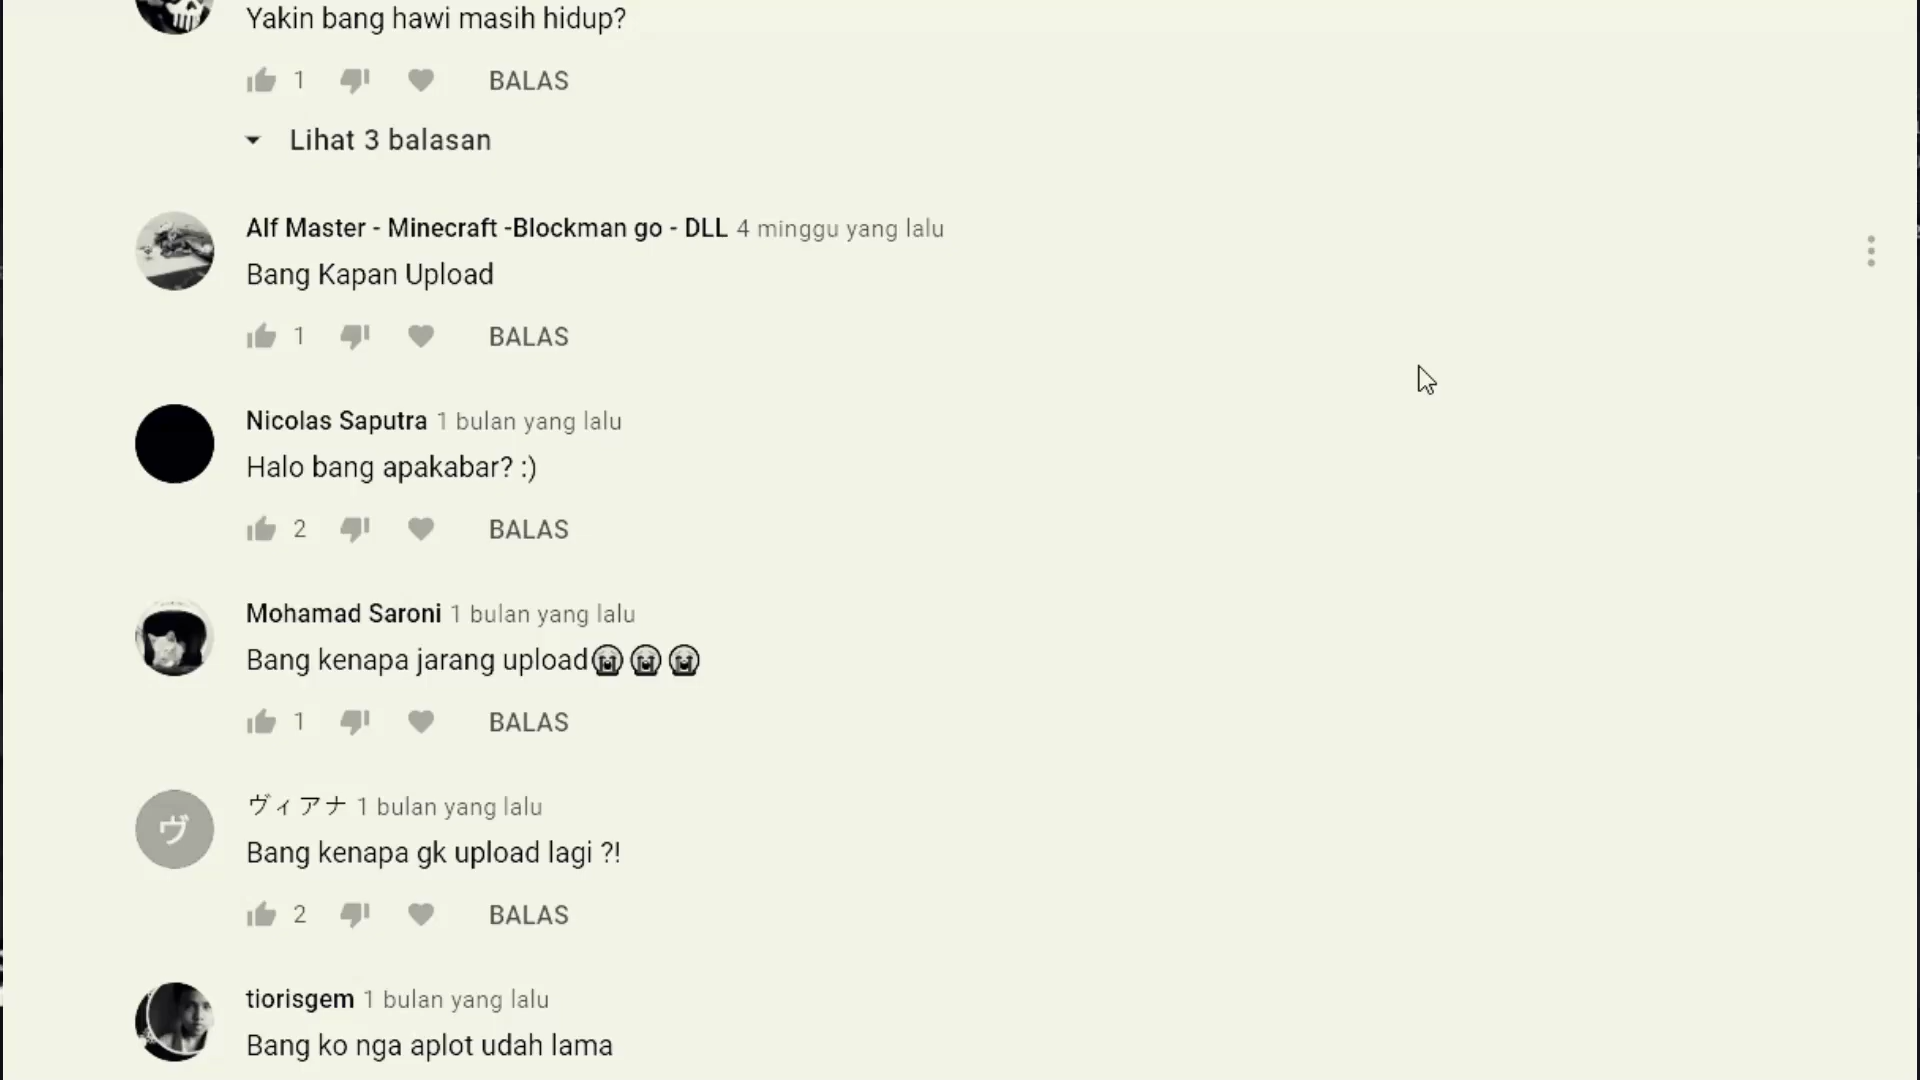 Yakin bang hawi masih hidup?
1 BALAS
Lihat 3 balasan
Alf Master - Minecraft -Blockman go - DLL 4 minggu yang lalu
Bang Kapan Upload
1 BALAS
Nicolas Saputra 1 bulan yang lalu
Halo bang apakabar? :)
2 BALAS
Mohamad Saroni 1 bulan yang lalu
Bang kenapa jarang upload😭😭😭
1 BALAS
ヴィアナ 1 bulan yang lalu
ヴ
Bang kenapa gk upload lagi ?!
2 BALAS
tiorisgem 1 bulan yang lalu
Bang ko nga aplot udah lama